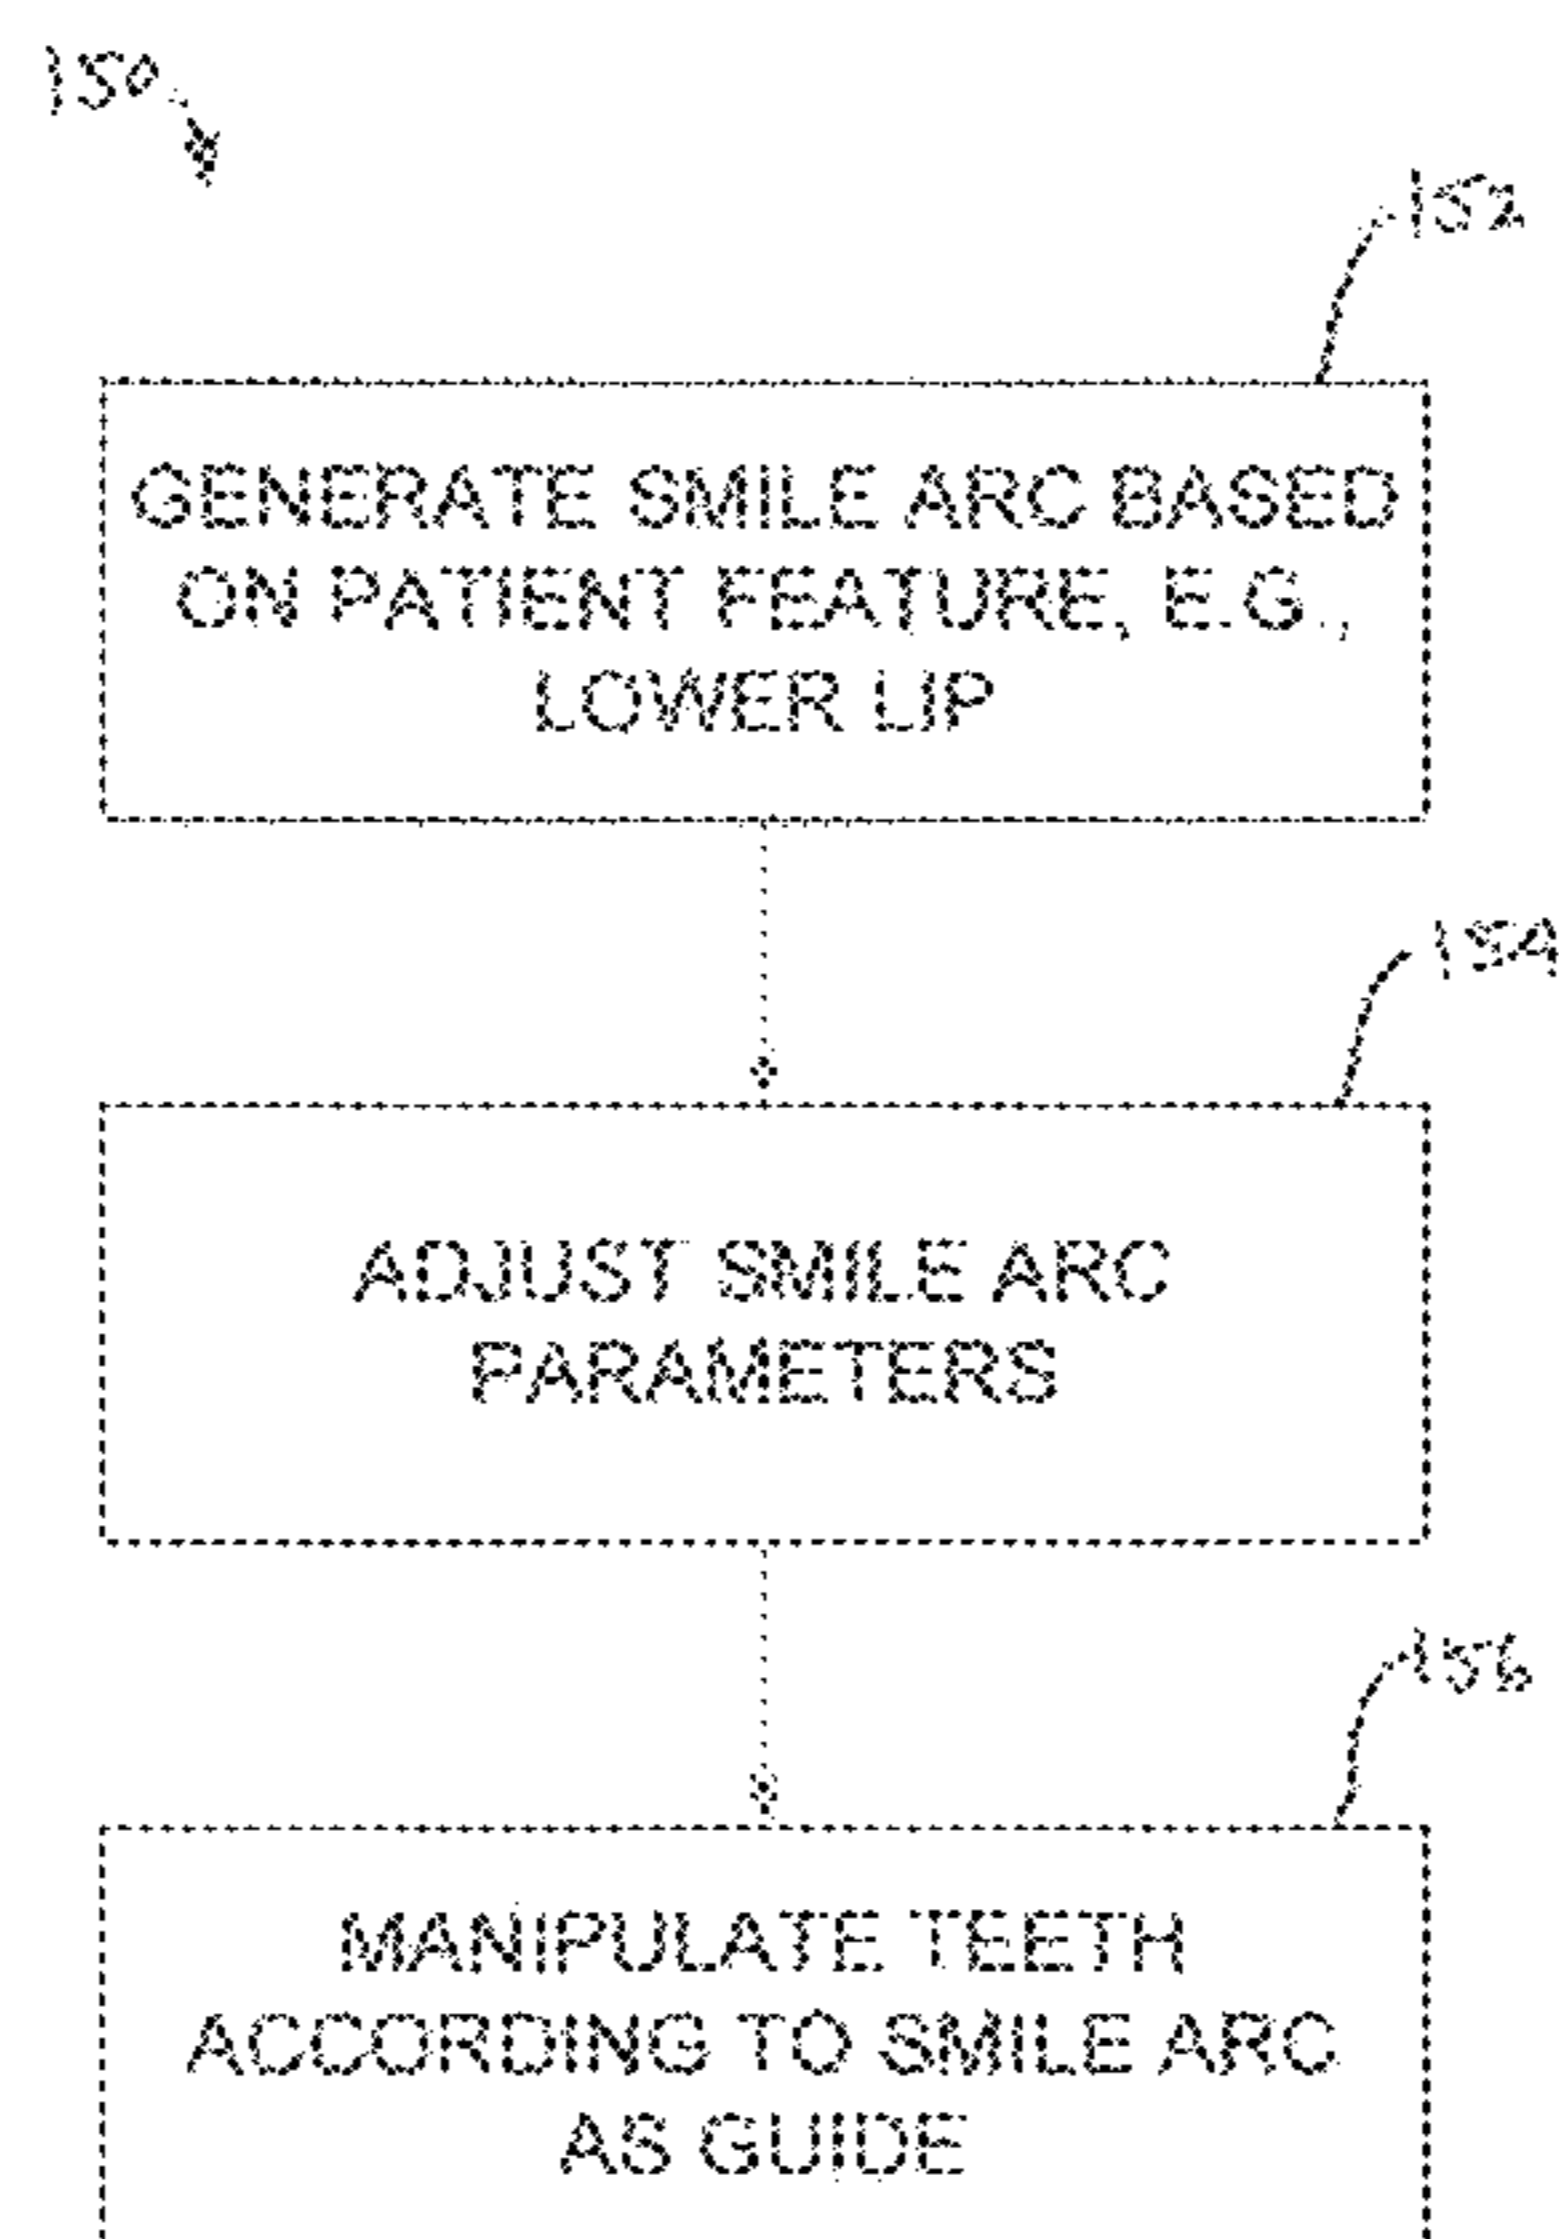 150
152
GENERATE SMILE ARC BASED
ON PATIENT FEATURE, E.G.,
LOWER LIP
154
ADJUST SMILE ARC
PARAMETERS
156
MANIPULATE TEETH
ACCORDING TO SMILE ARC
AS GUIDE